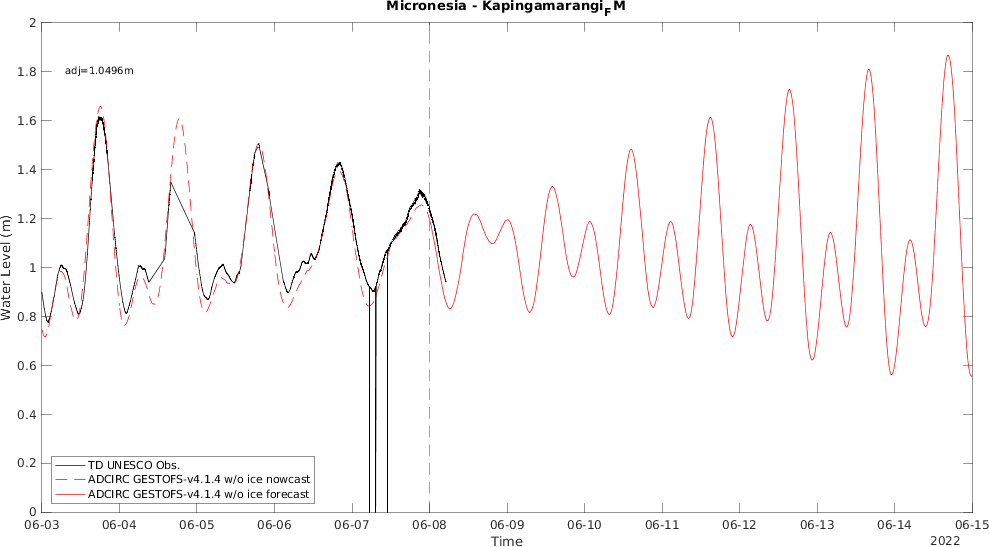 Micronesia - Kapingamarangi_FM
adj=1.0496m
Water Level (m)
2
1.8
1.6
1.4
1.2
1
0.8
0.6
0.4
0.2
0
TD UNESCO Obs.
ADCIRC GESTOFS-v4.1.4 w/o ice nowcast
ADCIRC GESTOFS-v4.1.4 w/o ice forecast
06-03 06-04 06-05 06-06 06-07 06-08 06-09 06-10 06-11 06-12 06-13 06-14 06-15
Time
2022